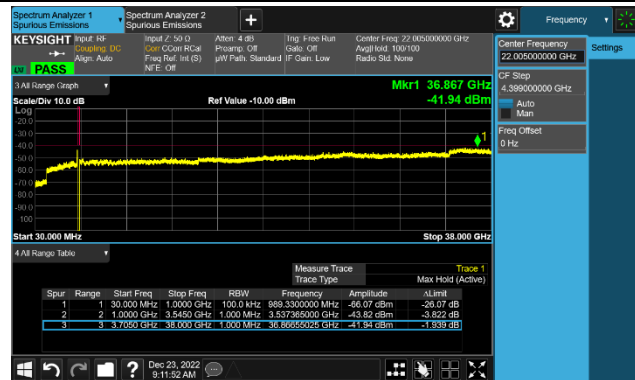 Spectrum Analyzer 1
Spurious Emissions
Spectrum Analyzer 2
Spurious Emissions
+
Frequency
KEYSIGHT Input: RF
Coupling: DC
Align: Auto
Input Z: 50 Ω
Corr CCorr RCal
Freq Ref: Int (S)
NFE: Off
Atten: 4 dB
Preamp: Off
µW Path: Standard
Trig: Free Run
Gate: Off
IF Gain: Low
Center Freq: 22.005000000 GHz
Avg|Hold: 100/100
Radio Std: None
PASS
3 All Range Graph
Mkr1 36.867 GHz
-41.94 dBm
Scale/Div 10.0 dB
Ref Value -10.00 dBm
Log
-20.0
-30.0
-40.0
-50.0
-60.0
-70.0
-80.0
-90.0
-100
1
Start 30.000 MHz
Stop 38.000 GHz
4 All Range Table
Measure Trace Trace 1
Trace Type Max Hold (Active)
Spur Range Start Freq Stop Freq RBW Frequency Amplitude ΔLimit
1 1 30.000 MHz 1.0000 GHz 100.0 kHz 989.3300000 MHz -66.07 dBm -26.07 dB
2 2 1.0000 GHz 3.5450 GHz 1.000 MHz 3.537365000 GHz -43.82 dBm -3.822 dB
3 3 3.7050 GHz 38.000 GHz 1.000 MHz 36.86655025 GHz -41.94 dBm -1.939 dB
Center Frequency
22.005000000 GHz
Settings
CF Step
4.399000000 GHz
Auto
Man
Freq Offset
0 Hz
?
Dec 23, 2022
9:11:52 AM